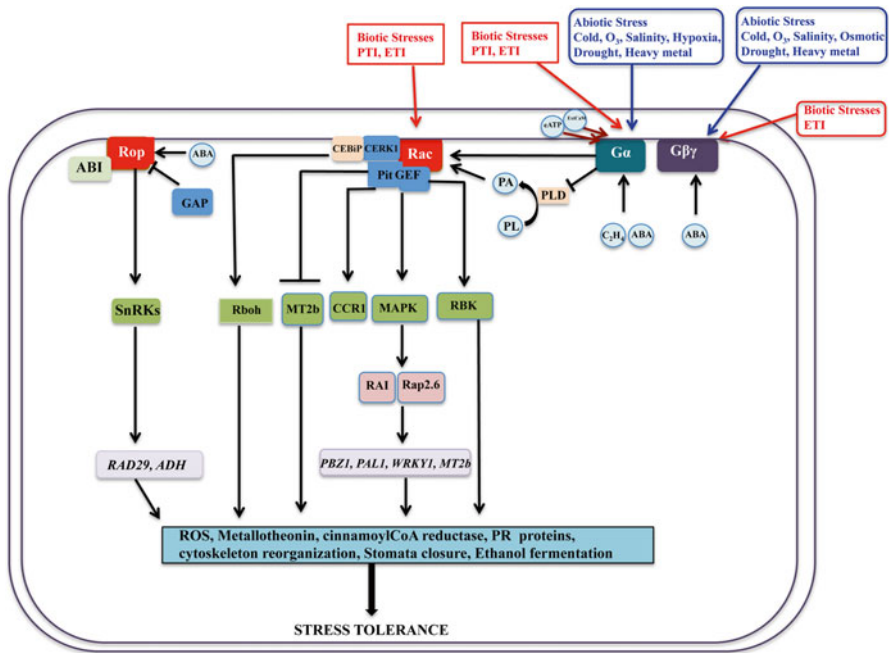 Biotic Stresses
PTI, ETI
Biotic Stresses
PTI, ETI
Abiotic Stress
Cold, O3, Salinity, Hypoxia,
Drought, Heavy metal
Abiotic Stress
Cold, O3, Salinity, Osmotic
Drought, Heavy metal
Biotic Stresses
ETI
eATP
Rop
ABI
ABA
GAP
CEBiP
CERK1
Rac
Pit GEF
PA
PL
PLD
Gα
Gβγ
C2H4
ABA
ABA
SnRKs
Rboh
MT2b
CCR1
MAPK
RBK
RAI
Rap2.6
RAD29, ADH
PBZ1, PAL1, WRKY1, MT2b
ROS, Metallotheonin, cinnamoylCoA reductase, PR proteins,
cytoskeleton reorganization, Stomata closure, Ethanol fermentation
STRESS TOLERANCE